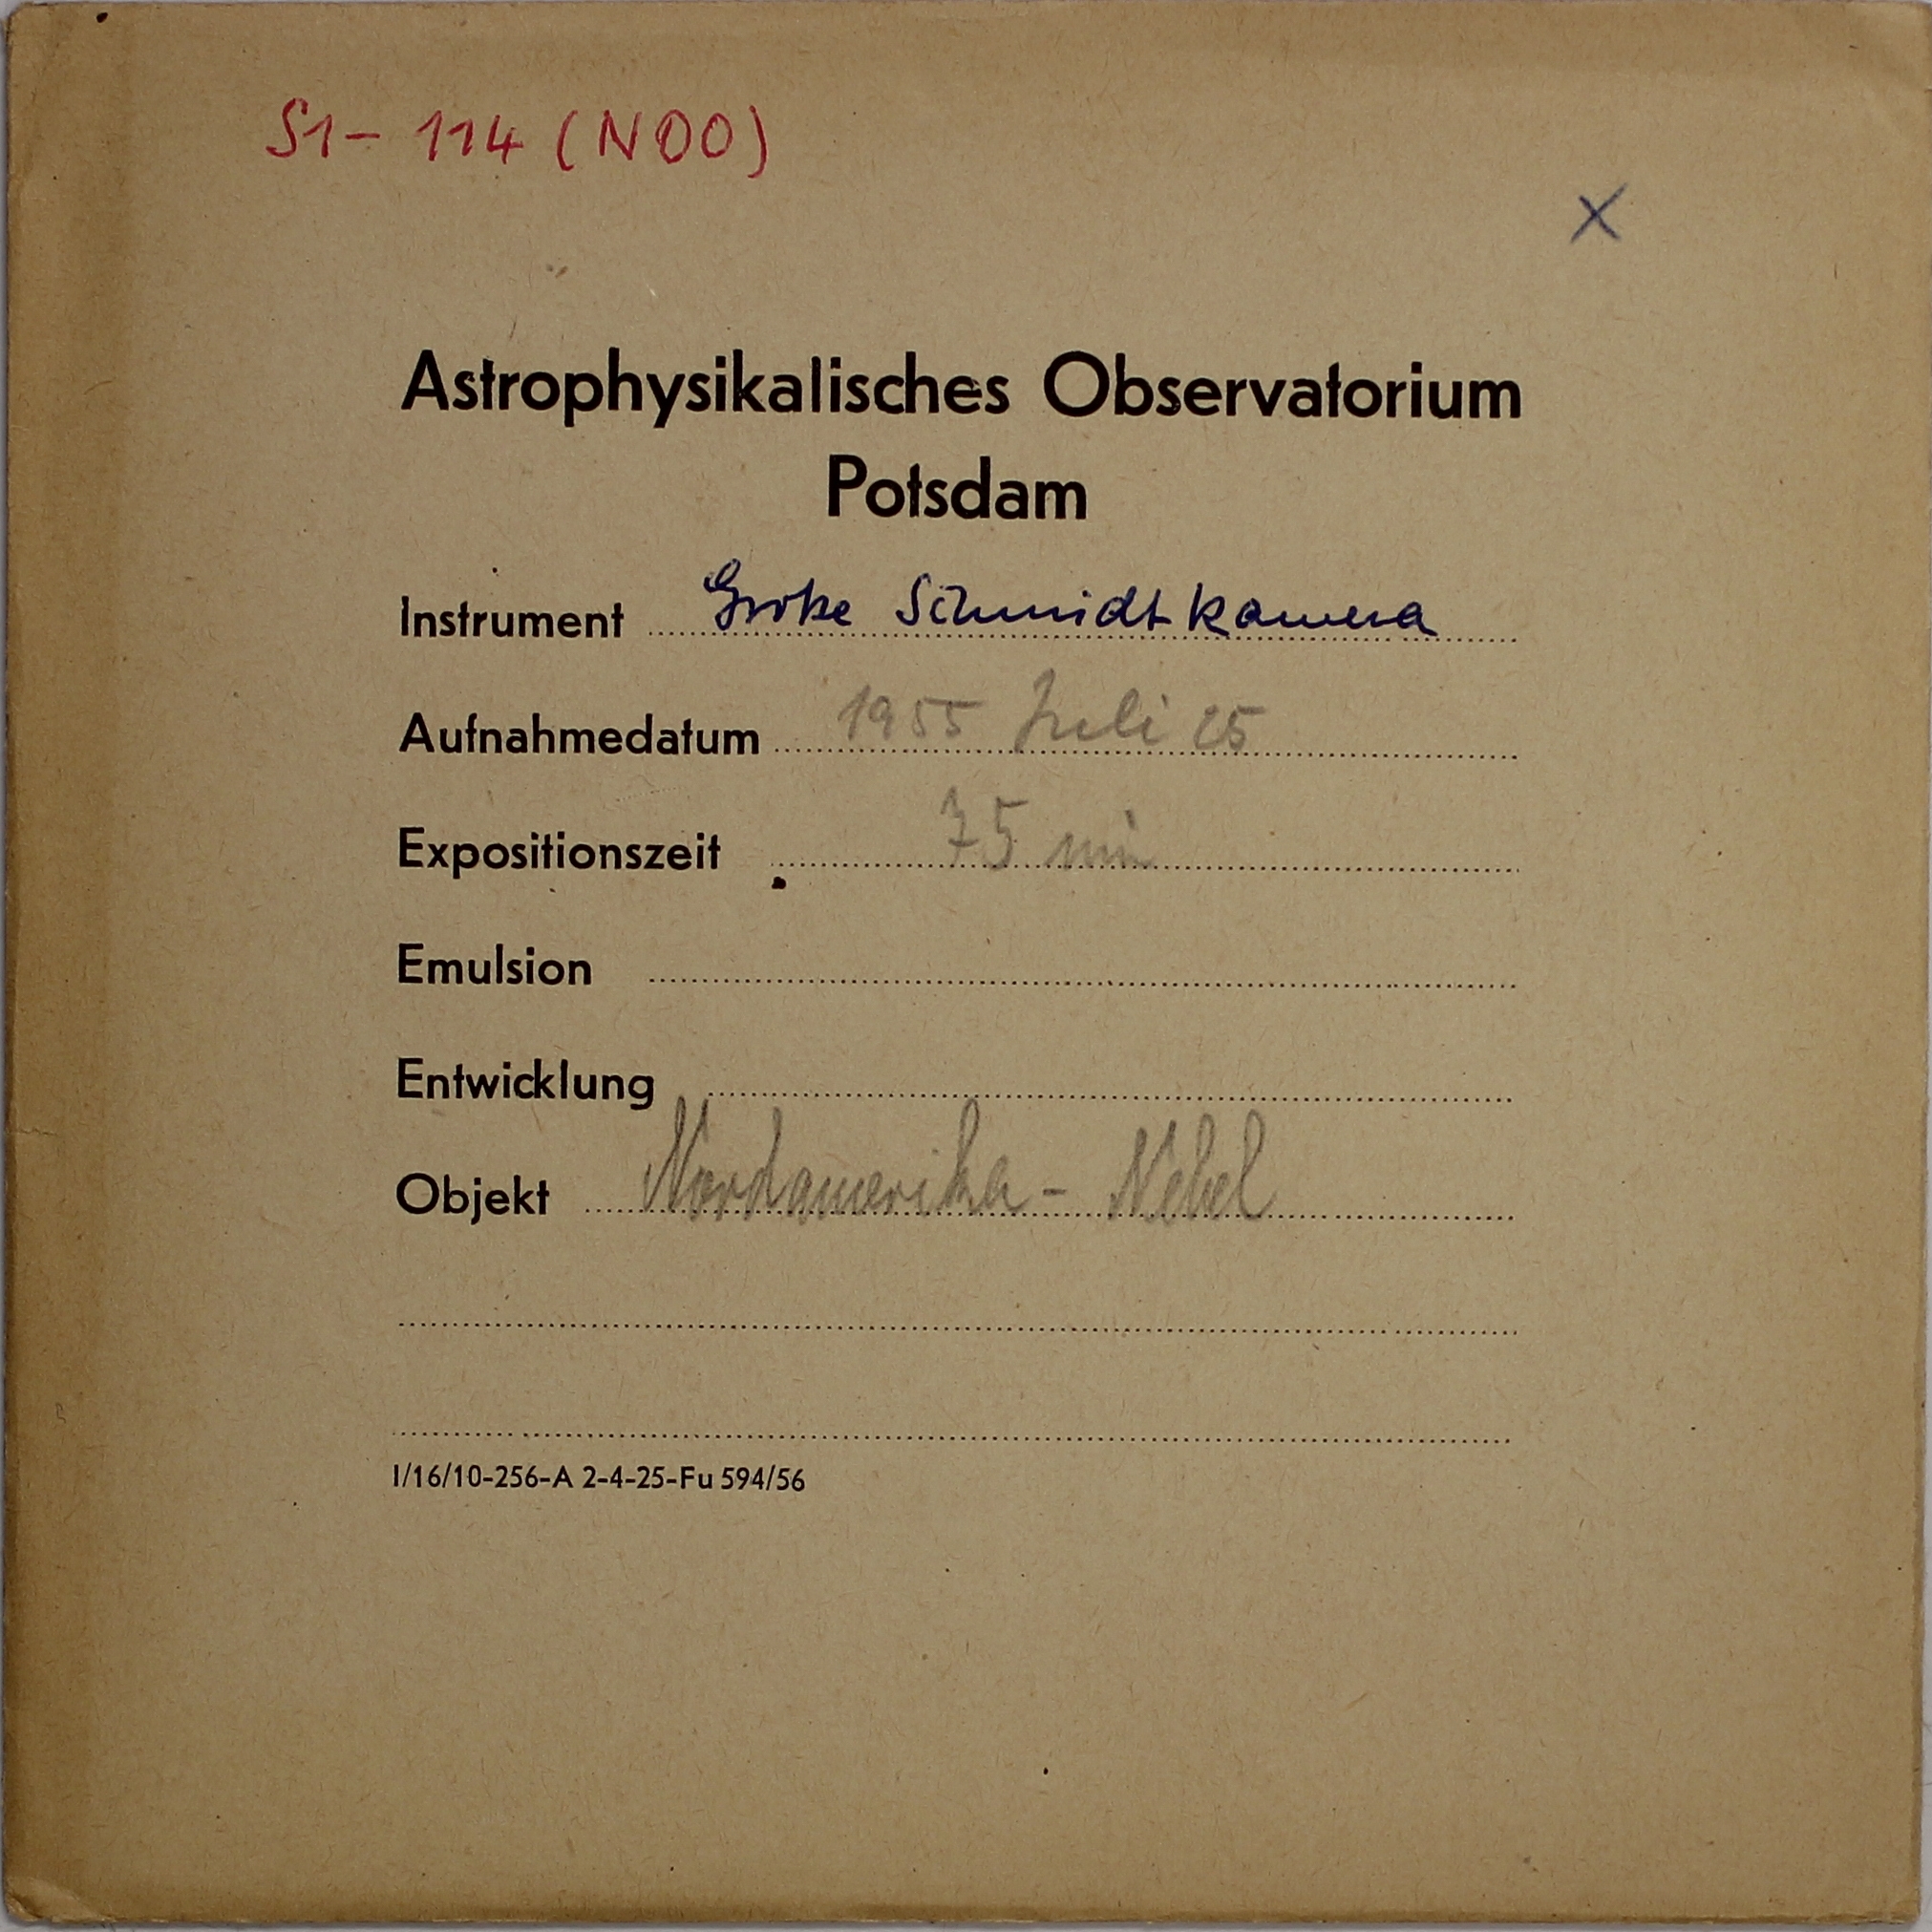 S1- 114 (NOO)
X
Astrophysikalisches Observatorium
Potsdam
Instrument Große Schmidtkamera
Aufnahmedatum 1955 Juli 25
Expositionszeit 75 min
Emulsion
Entwicklung
Objekt Nordamerika- Nebel
I/16/10-256-A 2-4-25-Fu 594/56